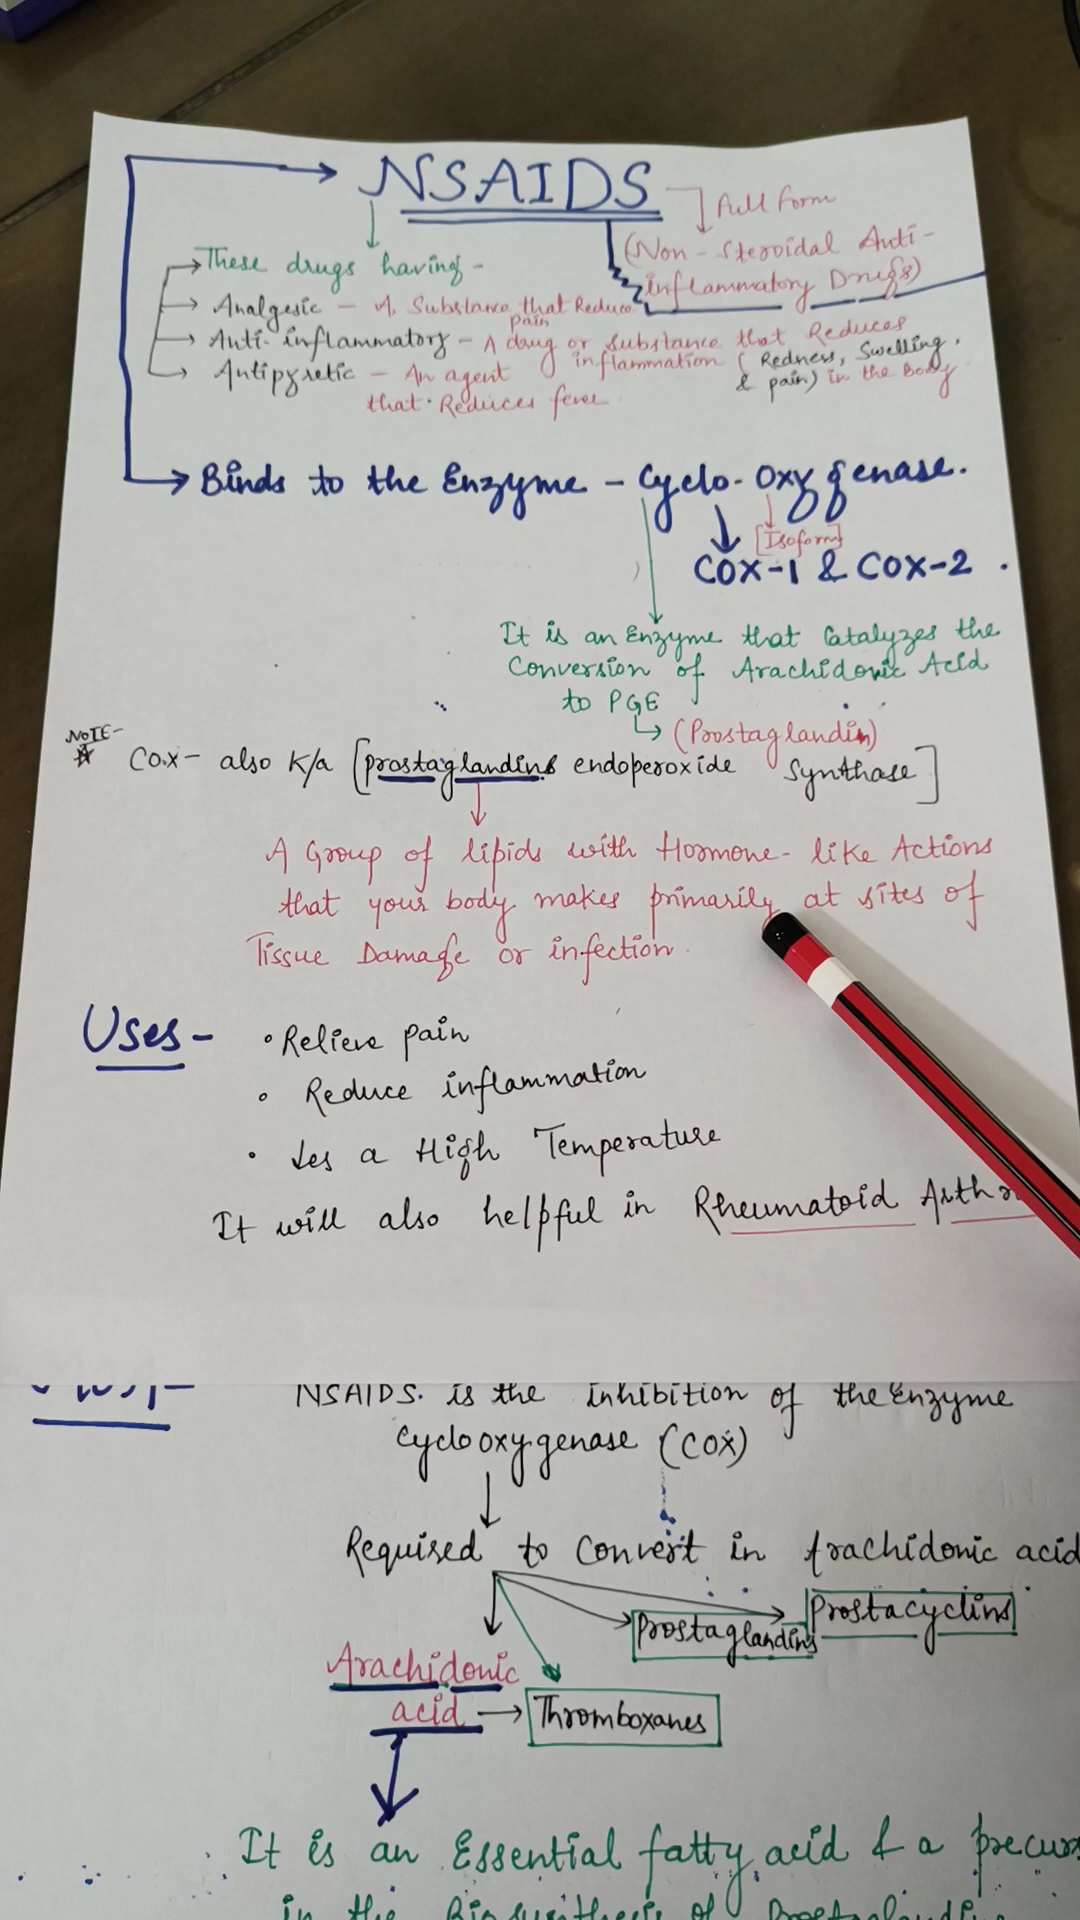 NSAIDS
Full Form
(Non-Steroidal Anti-
inflammatory Drugs)
These drugs having -
Analgesic - A Substance that Reduce
pain
Anti-inflammatory - A drug or Substance that Reduces
inflammation ( Redness, Swelling,
& pain) in the Body
Antipyretic - An agent
that Reduces fever
Binds to the Enzyme - Cyclo-Oxygenase.
[Isoform]
COX-1 & COX-2 .
It is an Enzyme that Catalyzes the
Conversion of Arachidonic Acid
to PGE
(Prostaglandin)
NOTE-
COX- also K/a [prostaglandins endoperoxide Synthase]
A Group of lipids with Hormone-like Actions
that your body makes primarily at sites of
Tissue Damage or infection.
Uses-
• Relieve pain
• Reduce inflammation
• Les a High Temperature
It will also helpful in Rheumatoid
NSAIDS. is the inhibition of the Enzyme
Cyclooxygenase (COX)
Required to Convert in Arachidonic acid
Prostaglandins
Prostacyclins
Arachidonic
acid
Thromboxanes
It is an Essential fatty acid & a
in the Biosynthesis of